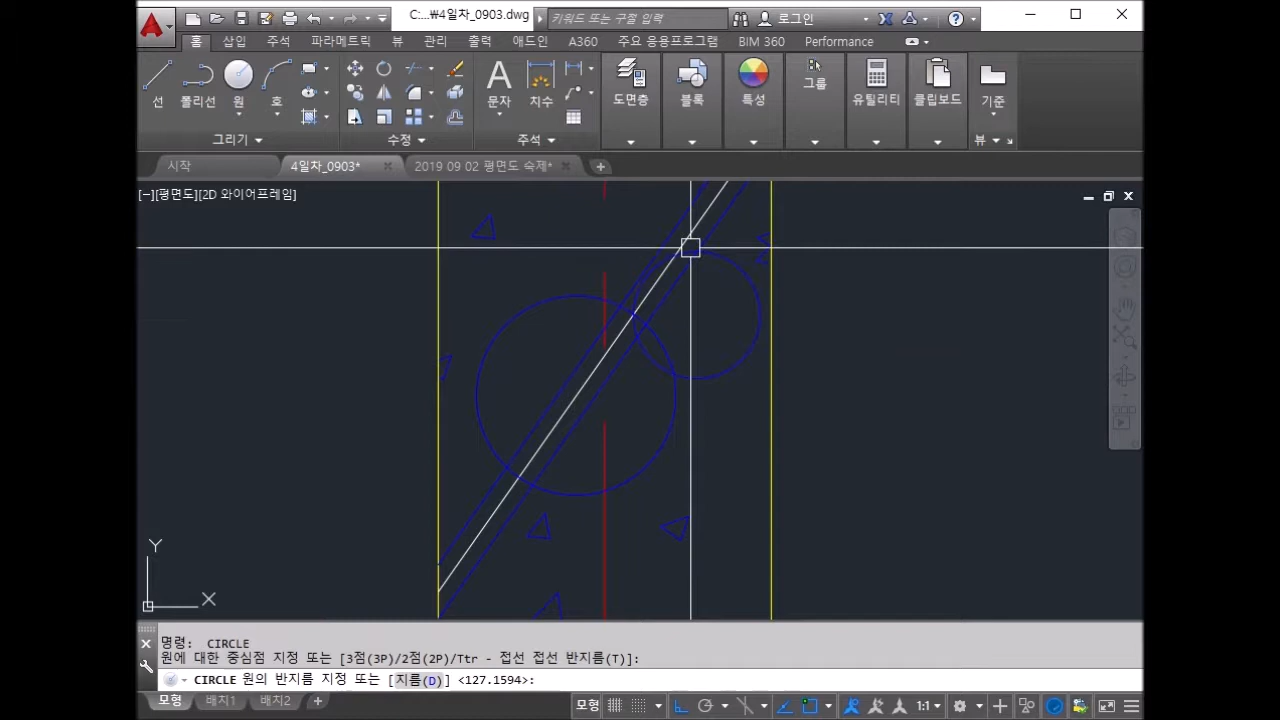 C:...₩4일차_0903.dwg
키워드 또는 구절 입력
로그인
홈 삽입 주석 파라메트릭 뷰 관리 출력 애드인 A360 주요 응용프로그램 BIM 360 Performance
선 폴리선 원 호 문자 치수 도면층 블록 특성 그룹 유틸리티 클립보드 기준
그리기 수정 주석 뷰
시작 4일차_0903* 2019 09 02 평면도 숙제*
[−][평면도][2D 와이어프레임]
Y
X
명령: CIRCLE
원에 대한 중심점 지정 또는 [3점(3P)/2점(2P)/Ttr - 접선 접선 반지름(T)]:
CIRCLE 원의 반지름 지정 또는 [지름(D)] <127.1594>:
모형 배치1 배치2 + 모형 1:1